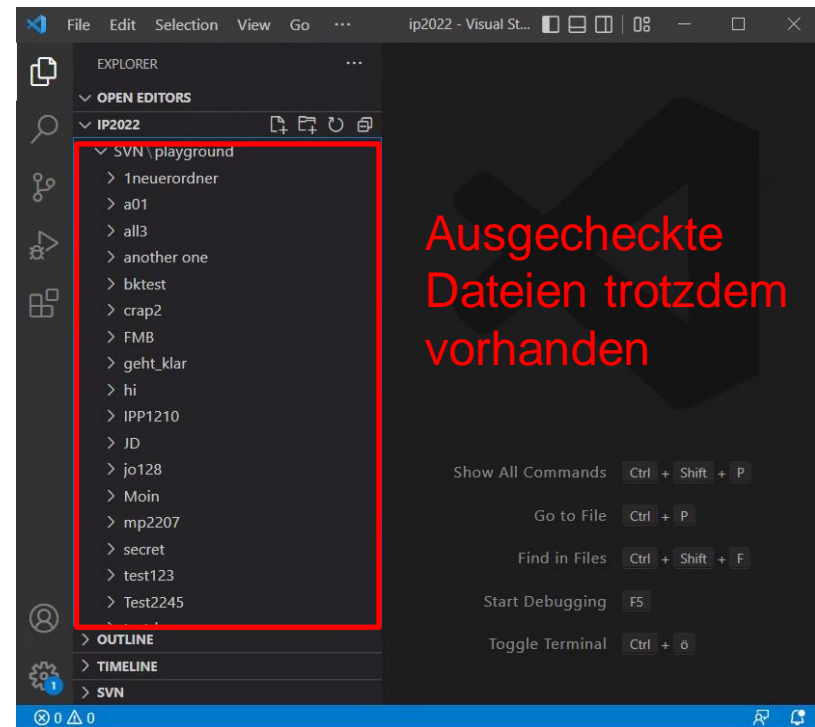 File Edit Selection View Go ··· ip2022 - Visual St...
EXPLORER ···
OPEN EDITORS
IP2022
SVN \ playground
1neuerordner
a01
all3
another one
bktest
crap2
FMB
geht_klar
hi
IPP1210
JD
jo128
Moin
mp2207
secret
test123
Test2245
OUTLINE
TIMELINE
SVN
Ausgecheckte
Dateien trotzdem
vorhanden
Show All Commands Ctrl + Shift + P
Go to File Ctrl + P
Find in Files Ctrl + Shift + F
Start Debugging F5
Toggle Terminal Ctrl + ö
1
0 0